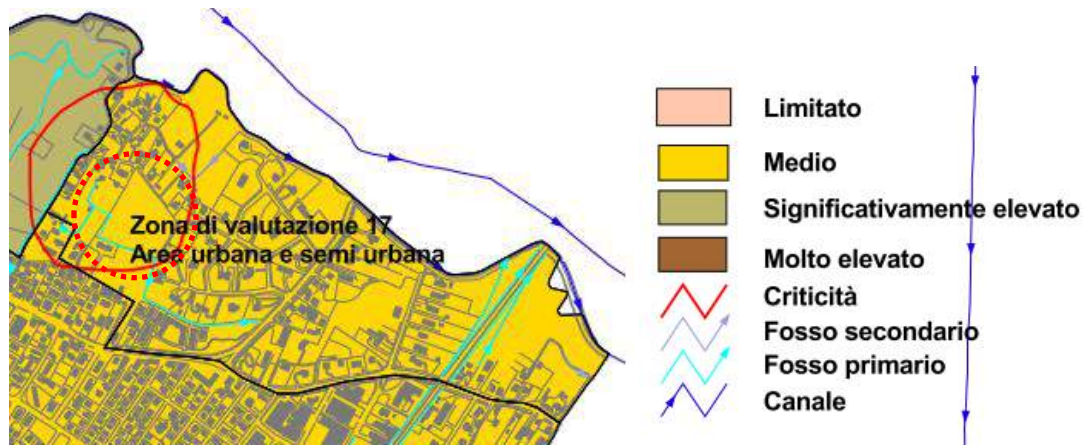 Zona di valutazione 17
Area urbana e semi urbana
Limitato
Medio
Significativamente elevato
Molto elevato
Criticità
Fosso secondario
Fosso primario
Canale